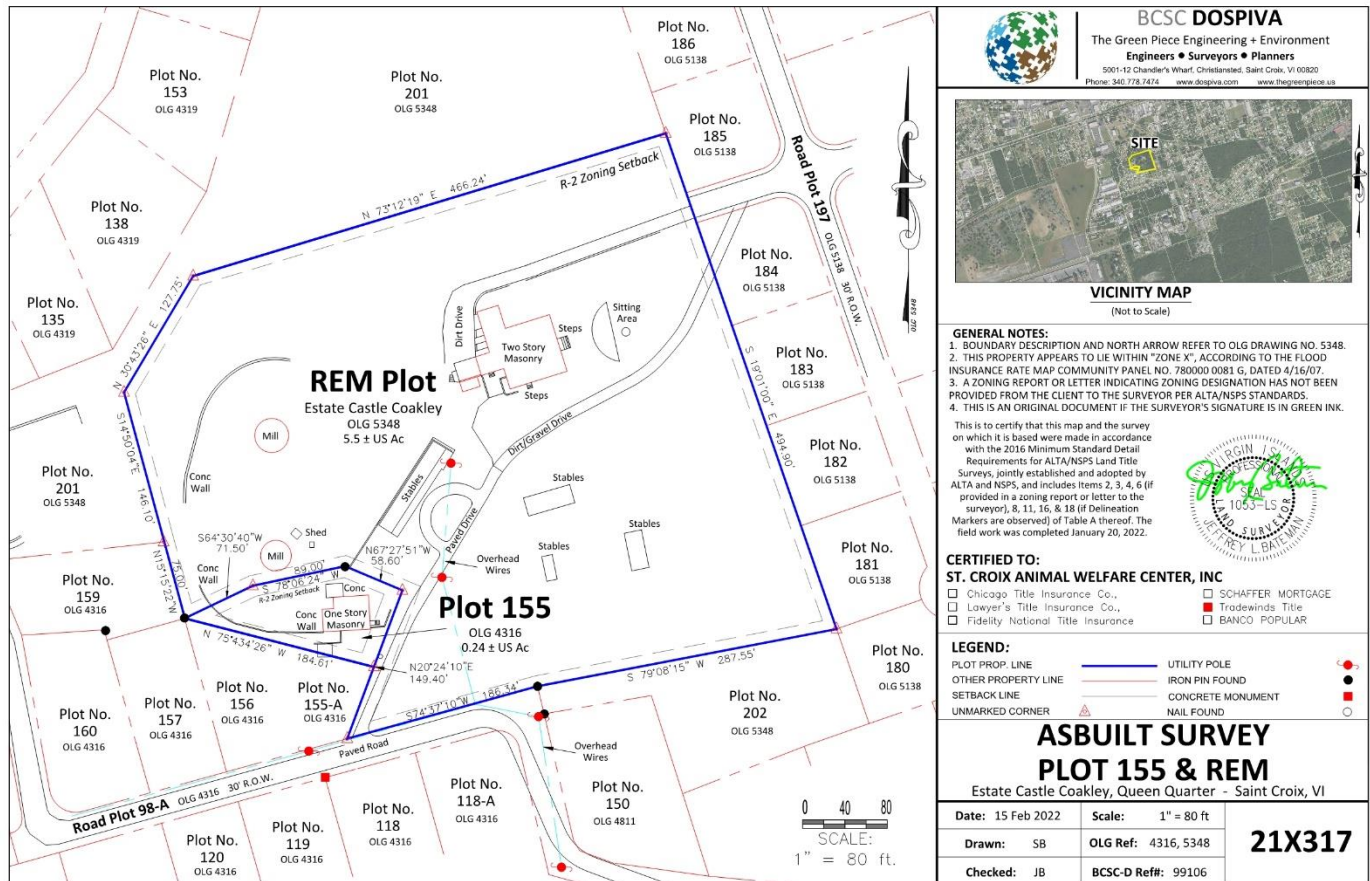 Plot No.
153
OLG 4319
Plot No.
201
OLG 5348
Plot No.
186
OLG 5138
Plot No.
185
OLG 5138
Road Plot 197 OLG 5138 30' R.O.W.
R-2 Zoning Setback
N 73°12'19" E 466.24'
Plot No.
138
OLG 4319
Plot No.
135
OLG 4319
N 30°43'26" E 127.75'
OLG 5348
Plot No.
184
OLG 5138
Dirt Drive
Two Story
Masonry
Steps
Steps
Sitting
Area
S 19°01'00" E 494.90'
Plot No.
183
OLG 5138
REM Plot
Estate Castle Coakley
OLG 5348
5.5 ± US Ac
Mill
Dirt/Gravel Drive
S14°50'04"E 146.10'
Conc
Wall
Plot No.
201
OLG 5348
Stables
Stables
Plot No.
182
OLG 5138
Paved Drive
Stables
Stables
S64°30'40"W
71.50'
Shed
Mill
N67°27'51"W
58.60'
Overhead
Wires
N15°15'22"W 75.00'
Conc
Wall
89.00'
S 78°06'24" W
R-2 Zoning Setback
Conc
Conc
Wall
One Story
Masonry
Plot 155
OLG 4316
0.24 ± US Ac
Plot No.
181
OLG 5138
Plot No.
159
OLG 4316
N 75°434'26" W 184.61'
N20°24'10"E
149.40'
S 79°08'15" W 287.55'
Plot No.
180
OLG 5138
S74°37'10"W 186.34'
Plot No.
160
OLG 4316
Plot No.
157
OLG 4316
Plot No.
156
OLG 4316
Plot No.
155-A
OLG 4316
Plot No.
202
OLG 5348
Paved Road
Overhead
Wires
Road Plot 98-A OLG 4316 30' R.O.W.
Plot No.
120
OLG 4316
Plot No.
119
OLG 4316
Plot No.
118
OLG 4316
Plot No.
118-A
OLG 4316
Plot No.
150
OLG 4811
0 40 80
SCALE:
1" = 80 ft.
BCSC DOSPIVA
The Green Piece Engineering + Environment
Engineers ● Surveyors ● Planners
5001-12 Chandler's Wharf, Christiansted, Saint Croix, VI 00820
Phone: 340.778.7474 www.dospiva.com www.thegreenpiece.us
SITE
VICINITY MAP
(Not to Scale)
GENERAL NOTES:
1. BOUNDARY DESCRIPTION AND NORTH ARROW REFER TO OLG DRAWING NO. 5348.
2. THIS PROPERTY APPEARS TO LIE WITHIN "ZONE X", ACCORDING TO THE FLOOD
INSURANCE RATE MAP COMMUNITY PANEL NO. 780000 0081 G, DATED 4/16/07.
3. A ZONING REPORT OR LETTER INDICATING ZONING DESIGNATION HAS NOT BEEN
PROVIDED FROM THE CLIENT TO THE SURVEYOR PER ALTA/NSPS STANDARDS.
4. THIS IS AN ORIGINAL DOCUMENT IF THE SURVEYOR'S SIGNATURE IS IN GREEN INK.
This is to certify that this map and the survey
on which it is based were made in accordance
with the 2016 Minimum Standard Detail
Requirements for ALTA/NSPS Land Title
Surveys, jointly established and adopted by
ALTA and NSPS, and includes Items 2, 3, 4, 6 (if
provided in a zoning report or letter to the
surveyor), 8, 11, 16, & 18 (if Delineation
Markers are observed) of Table A thereof. The
field work was completed January 20, 2022.
VIRGIN ISLANDS
PROFESSIONAL
SEAL
1053-LS
LAND SURVEYOR
JEFFREY L. BATEMAN
CERTIFIED TO:
ST. CROIX ANIMAL WELFARE CENTER, INC
Chicago Title Insurance Co.,
Lawyer's Title Insurance Co.,
Fidelity National Title Insurance
SCHAFFER MORTGAGE
Tradewinds Title
BANCO POPULAR
LEGEND:
PLOT PROP. LINE
OTHER PROPERTY LINE
SETBACK LINE
UNMARKED CORNER
UTILITY POLE
IRON PIN FOUND
CONCRETE MONUMENT
NAIL FOUND
ASBUILT SURVEY
PLOT 155 & REM
Estate Castle Coakley, Queen Quarter - Saint Croix, VI
Date: 15 Feb 2022 Scale: 1" = 80 ft
Drawn: SB OLG Ref: 4316, 5348
Checked: JB BCSC-D Ref#: 99106
21X317